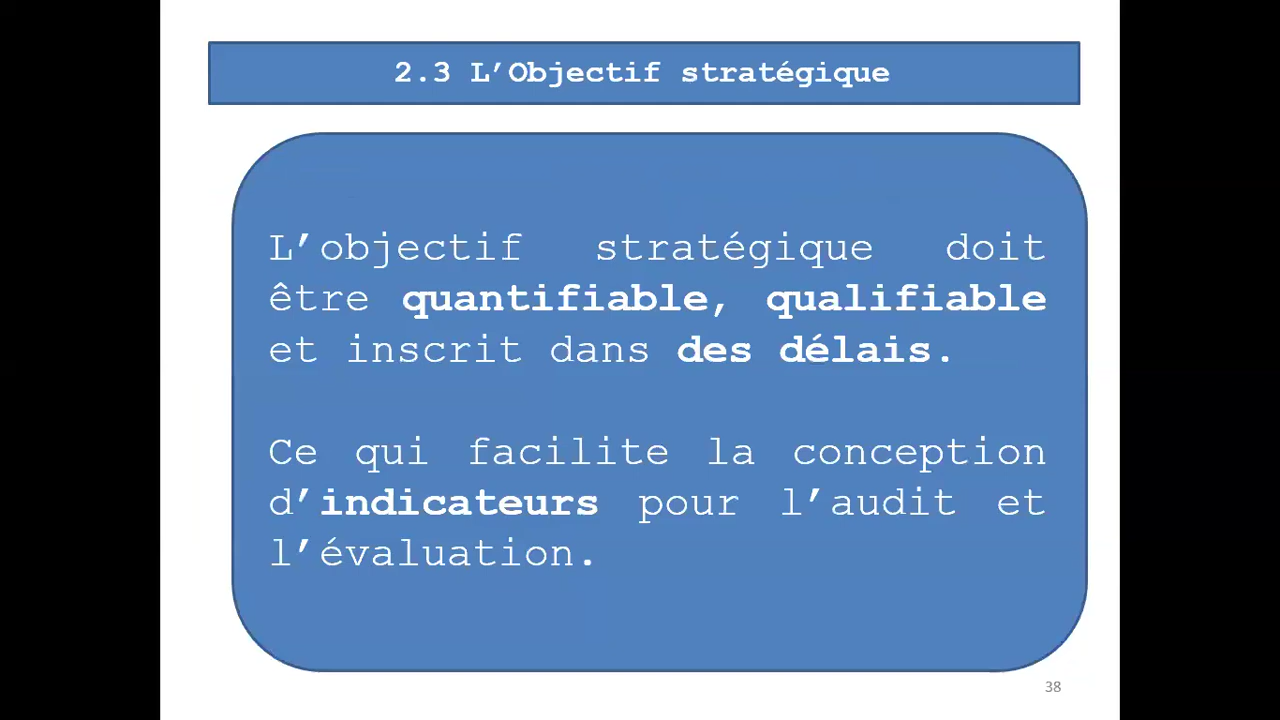 2.3 L’Objectif stratégique
L’objectif stratégique doit
être quantifiable, qualifiable
et inscrit dans des délais.
Ce qui facilite la conception
d’indicateurs pour l’audit et
l’évaluation.
38